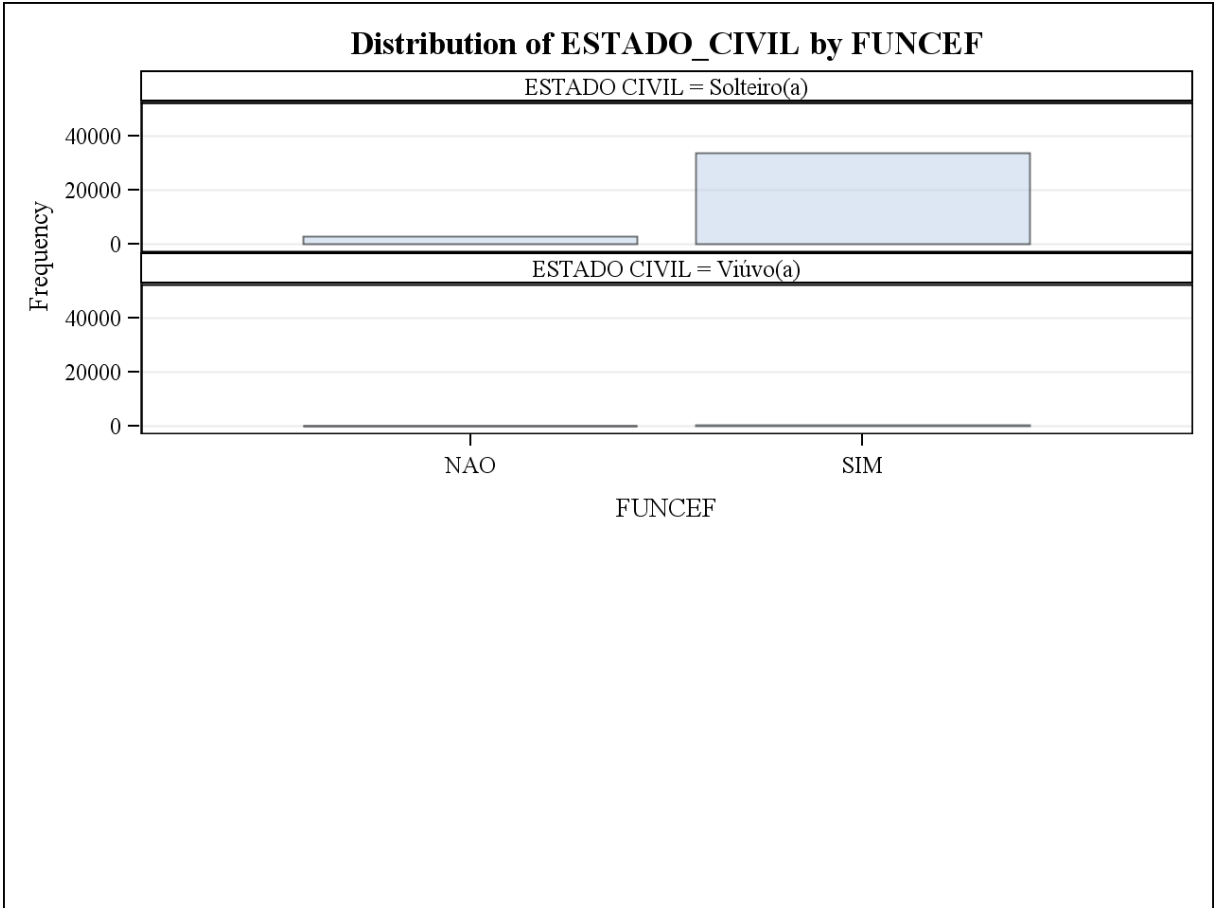 Distribution of ESTADO_CIVIL by FUNCEF
ESTADO CIVIL = Solteiro(a)
40000
20000
0
ESTADO CIVIL = Viúvo(a)
40000
20000
0
Frequency
NAO SIM
FUNCEF